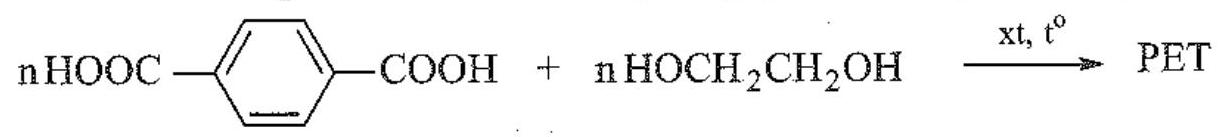 nHOOC COOH + nHOCH₂CH₂OH xt, t° PET